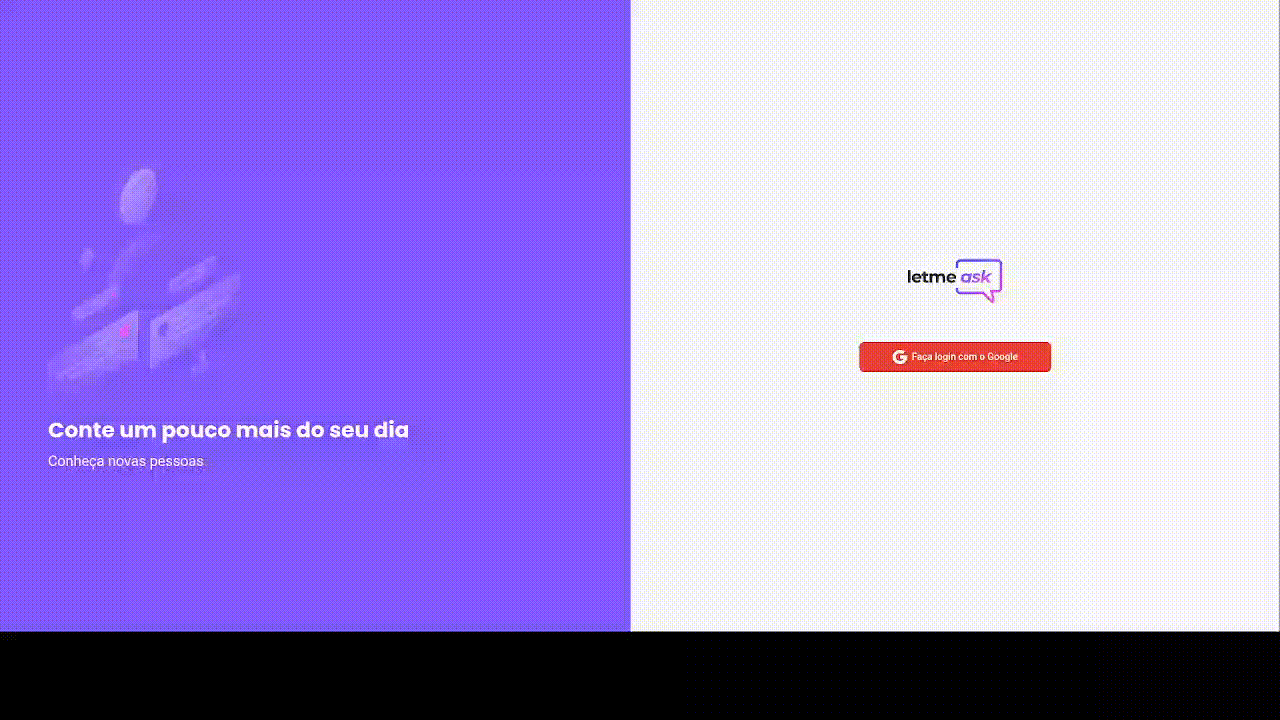 Conte um pouco mais do seu dia
Conheça novas pessoas
letmeask
Faça login com o Google